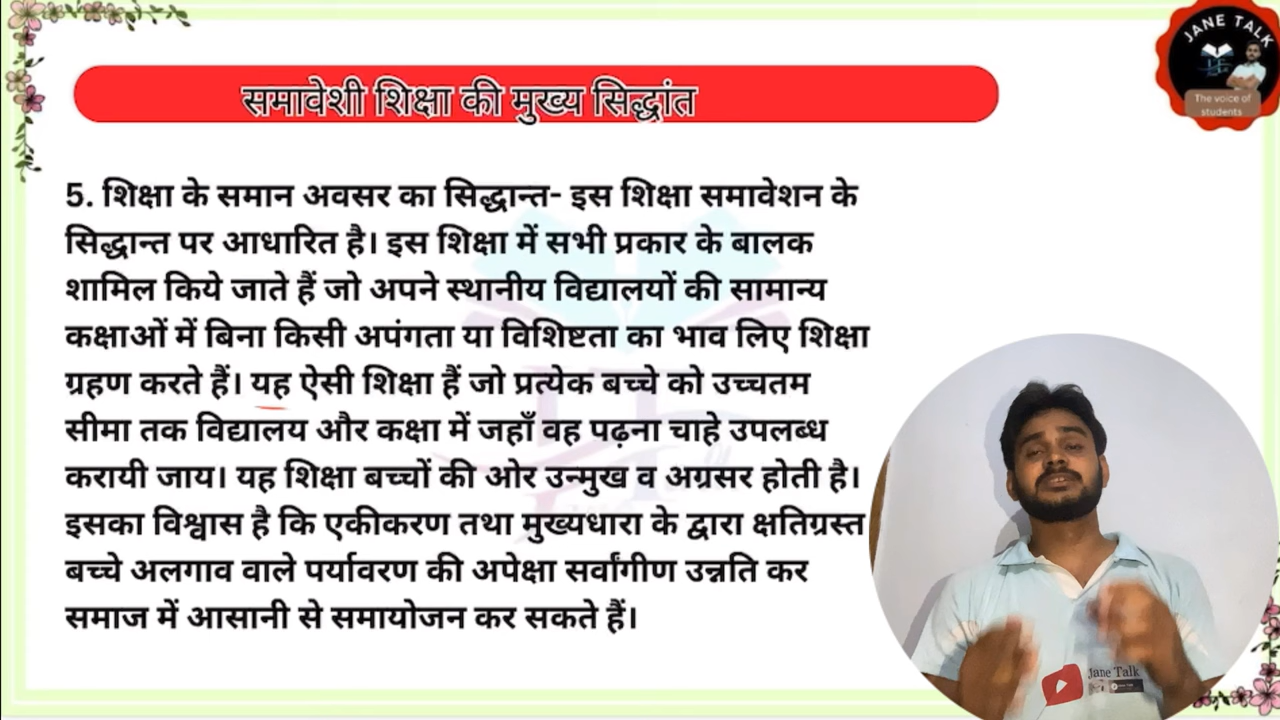 समावेशी शिक्षा की मुख्य सिद्धांत
JANE TALK
The voice of
students
5. शिक्षा के समान अवसर का सिद्धान्त- इस शिक्षा समावेशन के
सिद्धान्त पर आधारित है। इस शिक्षा में सभी प्रकार के बालक
शामिल किये जाते हैं जो अपने स्थानीय विद्यालयों की सामान्य
कक्षाओं में बिना किसी अपंगता या विशिष्टता का भाव लिए शिक्षा
ग्रहण करते हैं। यह ऐसी शिक्षा हैं जो प्रत्येक बच्चे को उच्चतम
सीमा तक विद्यालय और कक्षा में जहाँ वह पढ़ना चाहे उपलब्ध
करायी जाय। यह शिक्षा बच्चों की ओर उन्मुख व अग्रसर होती है।
इसका विश्वास है कि एकीकरण तथा मुख्यधारा के द्वारा क्षतिग्रस्त
बच्चे अलगाव वाले पर्यावरण की अपेक्षा सर्वांगीण उन्नति कर
समाज में आसानी से समायोजन कर सकते हैं।
Jane Talk